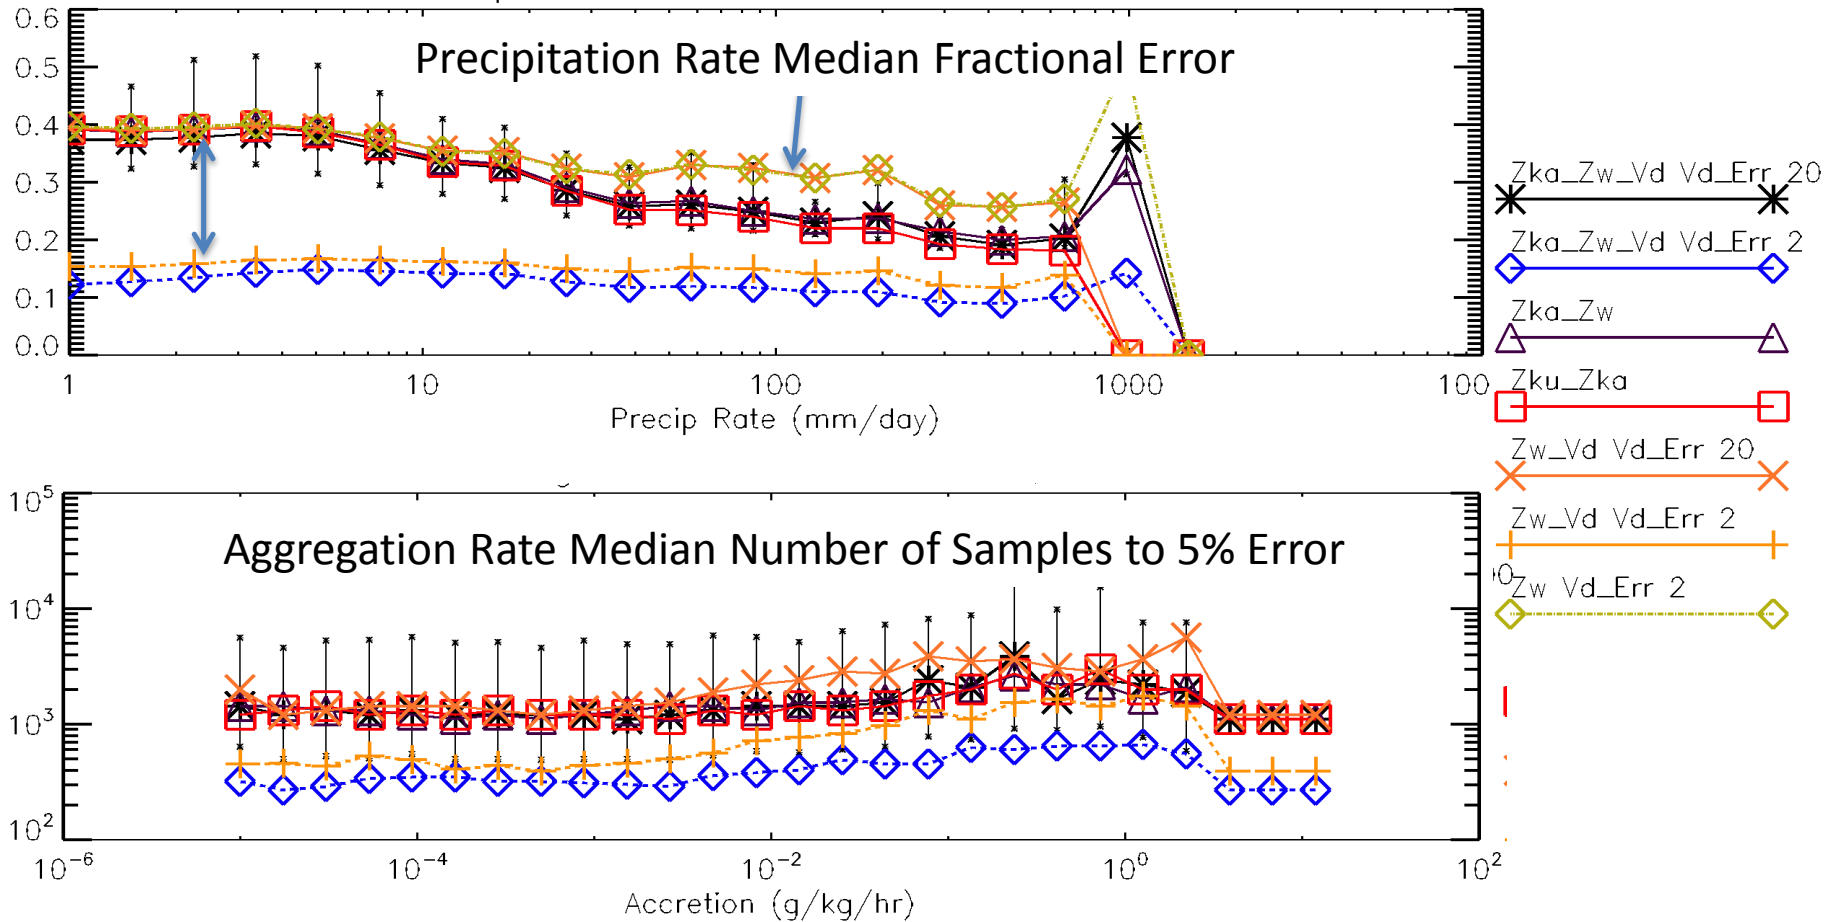 Precipitation Rate Median Fractional Error
0.6
0.5
0.4
0.3
0.2
0.1
0.0
1 10 100 1000 100
Precip Rate (mm/day)
Aggregation Rate Median Number of Samples to 5% Error
10^5
10^4
10^3
10^2
10^-6 10^-4 10^-2 10^0 10^2
Accretion (g/kg/hr)
Zka_Zw_Vd Vd_Err 20
Zka_Zw_Vd Vd_Err 2
Zka_Zw
Zku_Zka
Zw_Vd Vd_Err 20
Zw_Vd Vd_Err 2
Zw Vd_Err 2